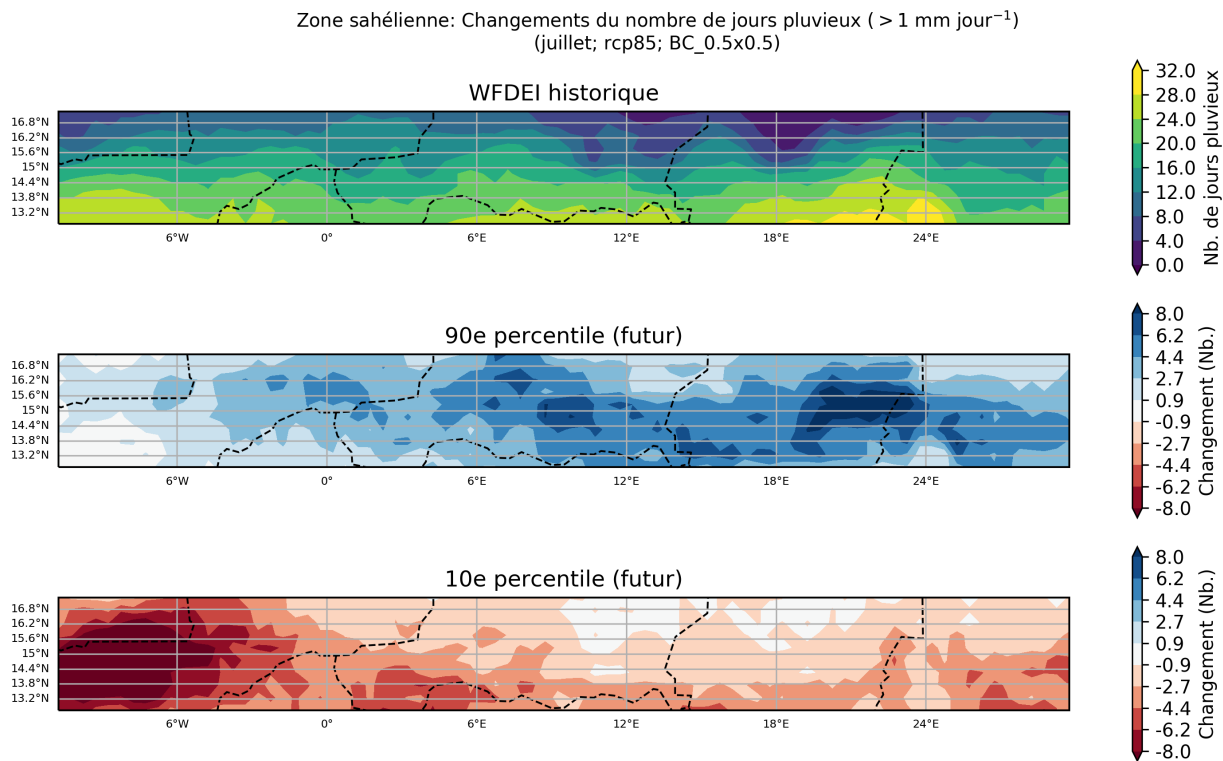 Zone sahélienne: Changements du nombre de jours pluvieux ( > 1 mm jour⁻¹)
(juillet; rcp85; BC_0.5x0.5)
WFDEI historique
16.8°N
16.2°N
15.6°N
15°N
14.4°N
13.8°N
13.2°N
6°W 0° 6°E 12°E 18°E 24°E
32.0
28.0
24.0
20.0
16.0
12.0
8.0
4.0
0.0
Nb. de jours pluvieux
90e percentile (futur)
16.8°N
16.2°N
15.6°N
15°N
14.4°N
13.8°N
13.2°N
6°W 0° 6°E 12°E 18°E 24°E
8.0
6.2
4.4
2.7
0.9
-0.9
-2.7
-4.4
-6.2
-8.0
Changement (Nb.)
10e percentile (futur)
16.8°N
16.2°N
15.6°N
15°N
14.4°N
13.8°N
13.2°N
6°W 0° 6°E 12°E 18°E 24°E
8.0
6.2
4.4
2.7
0.9
-0.9
-2.7
-4.4
-6.2
-8.0
Changement (Nb.)